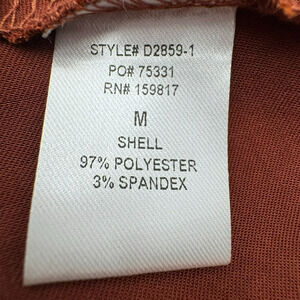 STYLE# D2859-1
PO# 75331
RN# 159817
M
SHELL
97% POLYESTER
3% SPANDEX